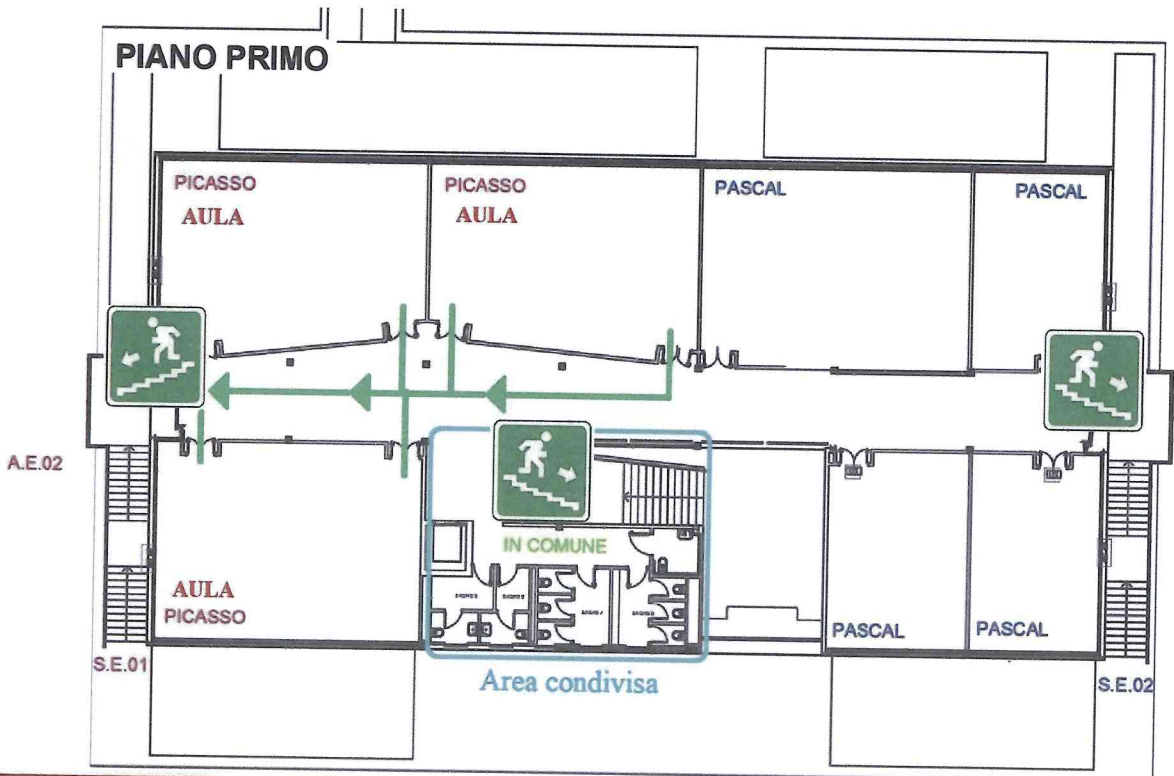 PIANO PRIMO
PICASSO
AULA
PICASSO
AULA
PASCAL
PASCAL
A.E.02
IN COMUNE
AULA
PICASSO
PASCAL
PASCAL
S.E.01
Area condivisa
S.E.02